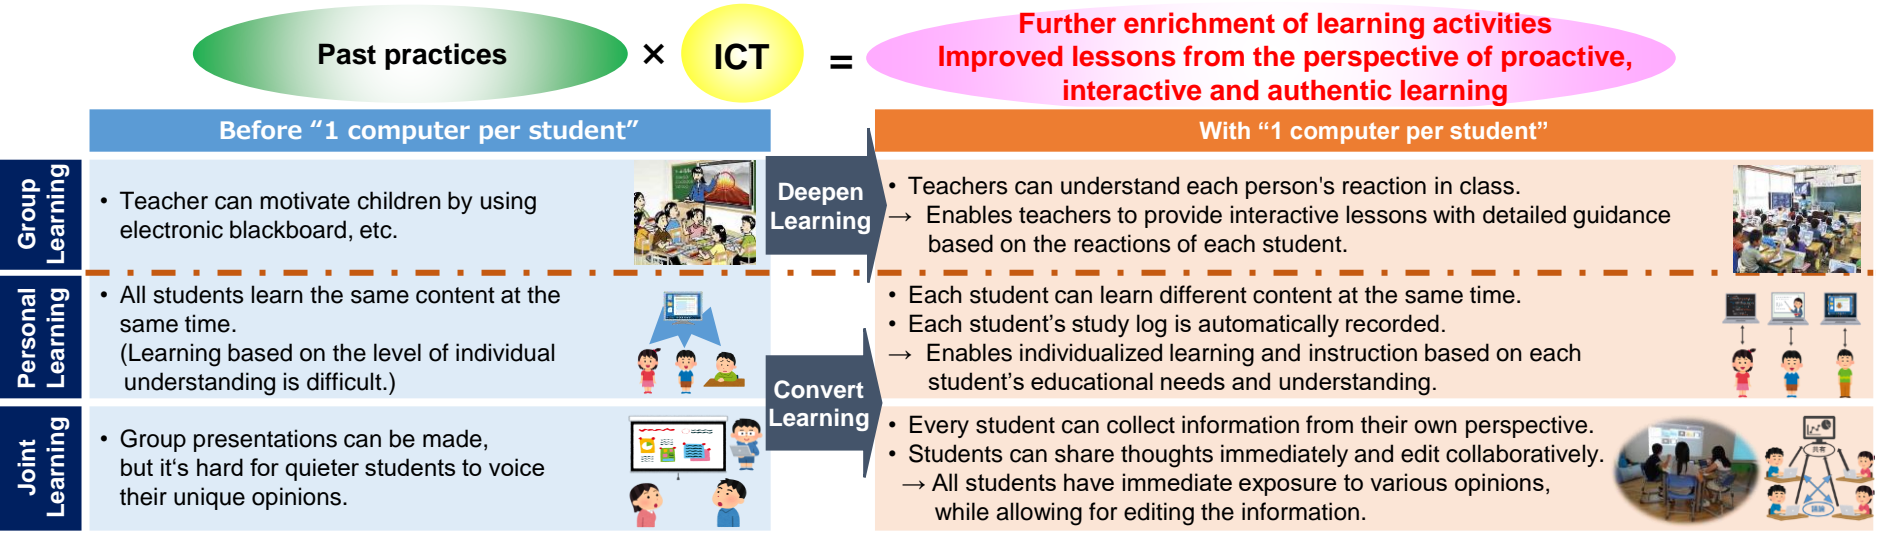 Past practices
×
ICT
=
Further enrichment of learning activities
Improved lessons from the perspective of proactive,
interactive and authentic learning
Before “1 computer per student”
With “1 computer per student”
Group
Learning
• Teacher can motivate children by using
electronic blackboard, etc.
Deepen
Learning
• Teachers can understand each person's reaction in class.
→ Enables teachers to provide interactive lessons with detailed guidance
based on the reactions of each student.
Personal
Learning
• All students learn the same content at the
same time.
(Learning based on the level of individual
understanding is difficult.)
Convert
Learning
• Each student can learn different content at the same time.
• Each student’s study log is automatically recorded.
→ Enables individualized learning and instruction based on each
student’s educational needs and understanding.
Joint
Learning
• Group presentations can be made,
but it‘s hard for quieter students to voice
their unique opinions.
• Every student can collect information from their own perspective.
• Students can share thoughts immediately and edit collaboratively.
→ All students have immediate exposure to various opinions,
while allowing for editing the information.
共有